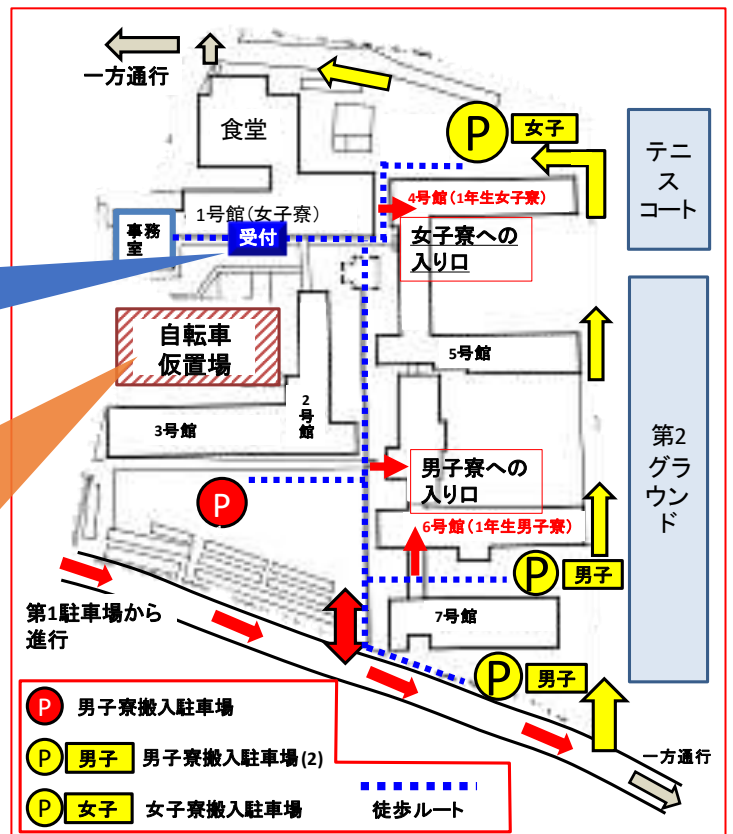 一方通行
食堂
P 女子
テニ
ス
コート
4号館(1年生女子寮)
1号館(女子寮)
事務
室
受付
女子寮への
入り口
自転車
仮置場
5号館
2
号
館
3号館
第2
グラ
ウン
ド
男子寮への
入り口
P
6号館(1年生男子寮)
P 男子
第1駐車場から
進行
7号館
P 男子
P 男子寮搬入駐車場
一方通行
P 男子 男子寮搬入駐車場(2)
P 女子 女子寮搬入駐車場
徒歩ルート